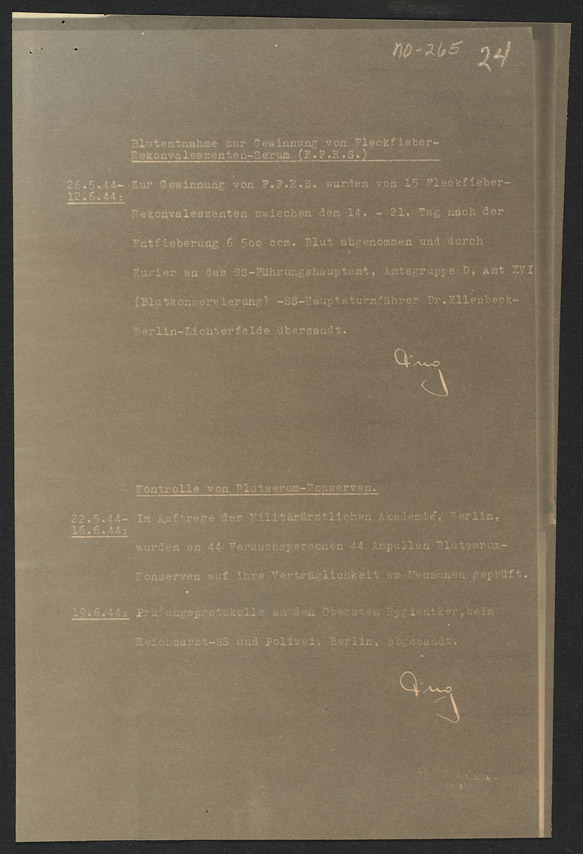 NO-265 24
Blutentnahme zur Gewinnung von Fleckfieber-
Rekonvaleszenten-Serum (F.F.R.S.)
26.5.44- Zur Gewinnung von F.F.R.S. wurden von 15 Fleckfieber-
12.6.44:
Rekonvaleszenten zwischen dem 14. - 21. Tag nach der
Entfieberung 6 500 ccm. Blut abgenommen und durch
Kurier an das SS-Führungshauptamt, Amtsgruppe D, Amt XVI
(Blutkonservierung) -SS-Hauptsturmführer Dr.Ellenbeck-
Berlin-Lichterfelde übersandt.
Ding
Kontrolle von Blutserum-Konserven.
22.5.44- Im Auftrage der Militärärztlichen Akademie, Berlin,
16.6.44:
wurden an 44 Versuchspersonen 44 Ampullen Blutserum-
Konserven auf ihre Verträglichkeit am Menschen geprüft.
19.6.44: Prüfungsprotokolle an den Obersten Hygieniker,beim
Reichsarzt-SS und Polizei, Berlin, abgesandt.
Ding